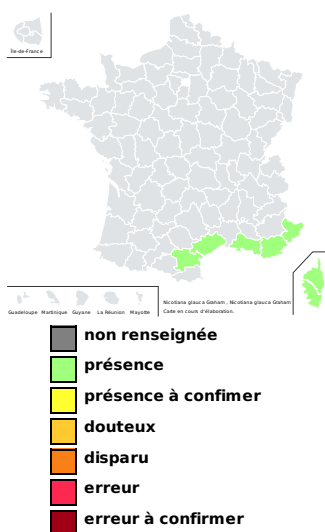 Île-de-France
Nicotiana glauca Graham , Nicotiana glauca Graham
Guadeloupe Martinique Guyane La Réunion Mayotte
Carte en cours d'élaboration.
non renseignée
présence
présence à confimer
douteux
disparu
erreur
erreur à confirmer